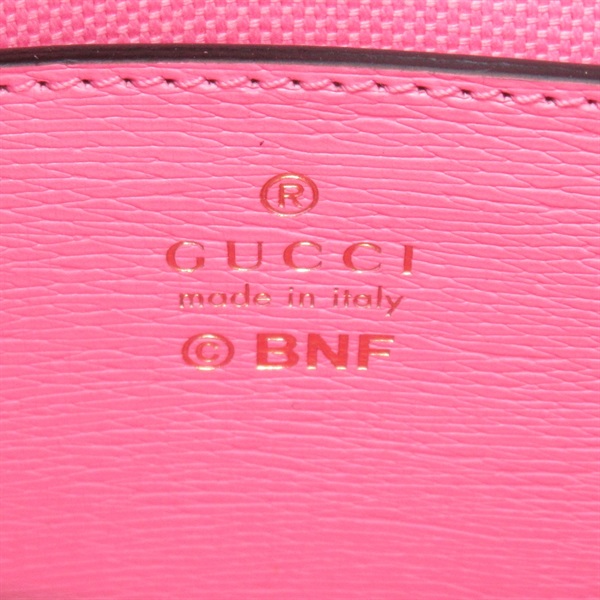 ®
GUCCI
made in italy
© BNF